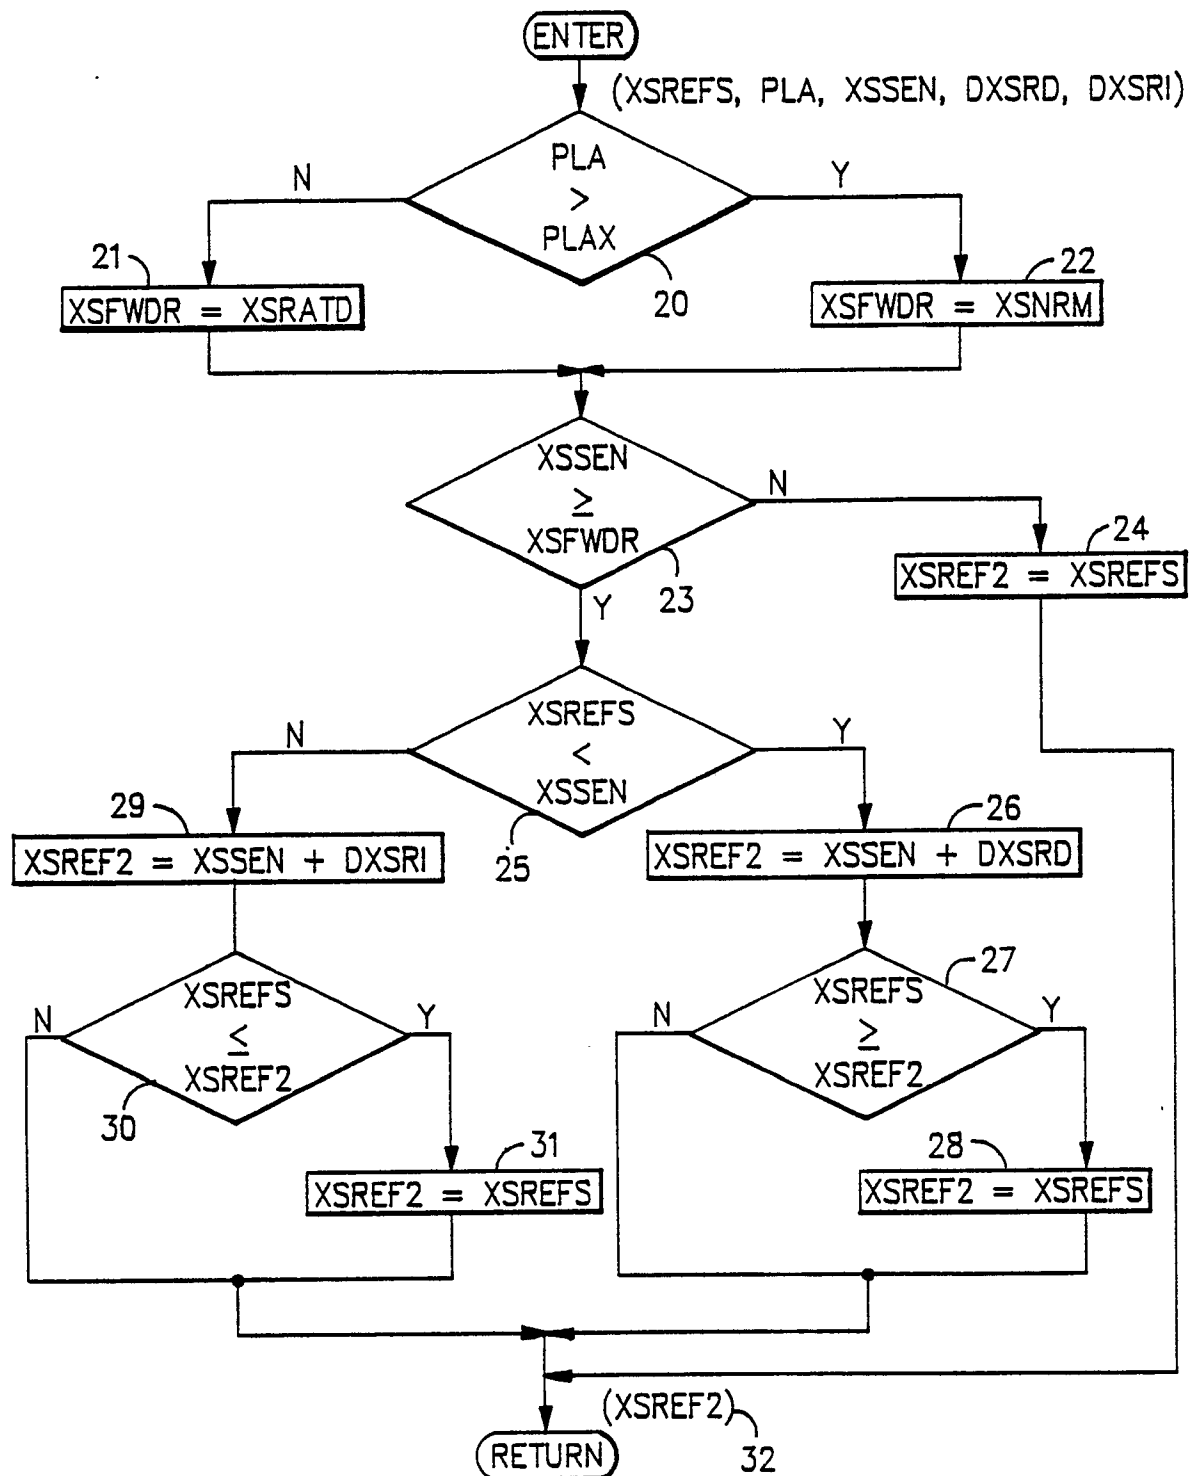 ENTER
(XSREFS, PLA, XSSEN, DXSRD, DXSRI)
PLA
>
PLAX
20
N
Y
21
XSFWDR = XSRATD
22
XSFWDR = XSNRM
XSSEN
≥
XSFWDR
23
N
Y
24
XSREF2 = XSREFS
XSREFS
<
XSSEN
25
N
Y
29
XSREF2 = XSSEN + DXSRI
26
XSREF2 = XSSEN + DXSRD
XSREFS
≤
XSREF2
30
N
Y
XSREFS
≥
XSREF2
27
N
Y
31
XSREF2 = XSREFS
28
XSREF2 = XSREFS
(XSREF2)
32
RETURN